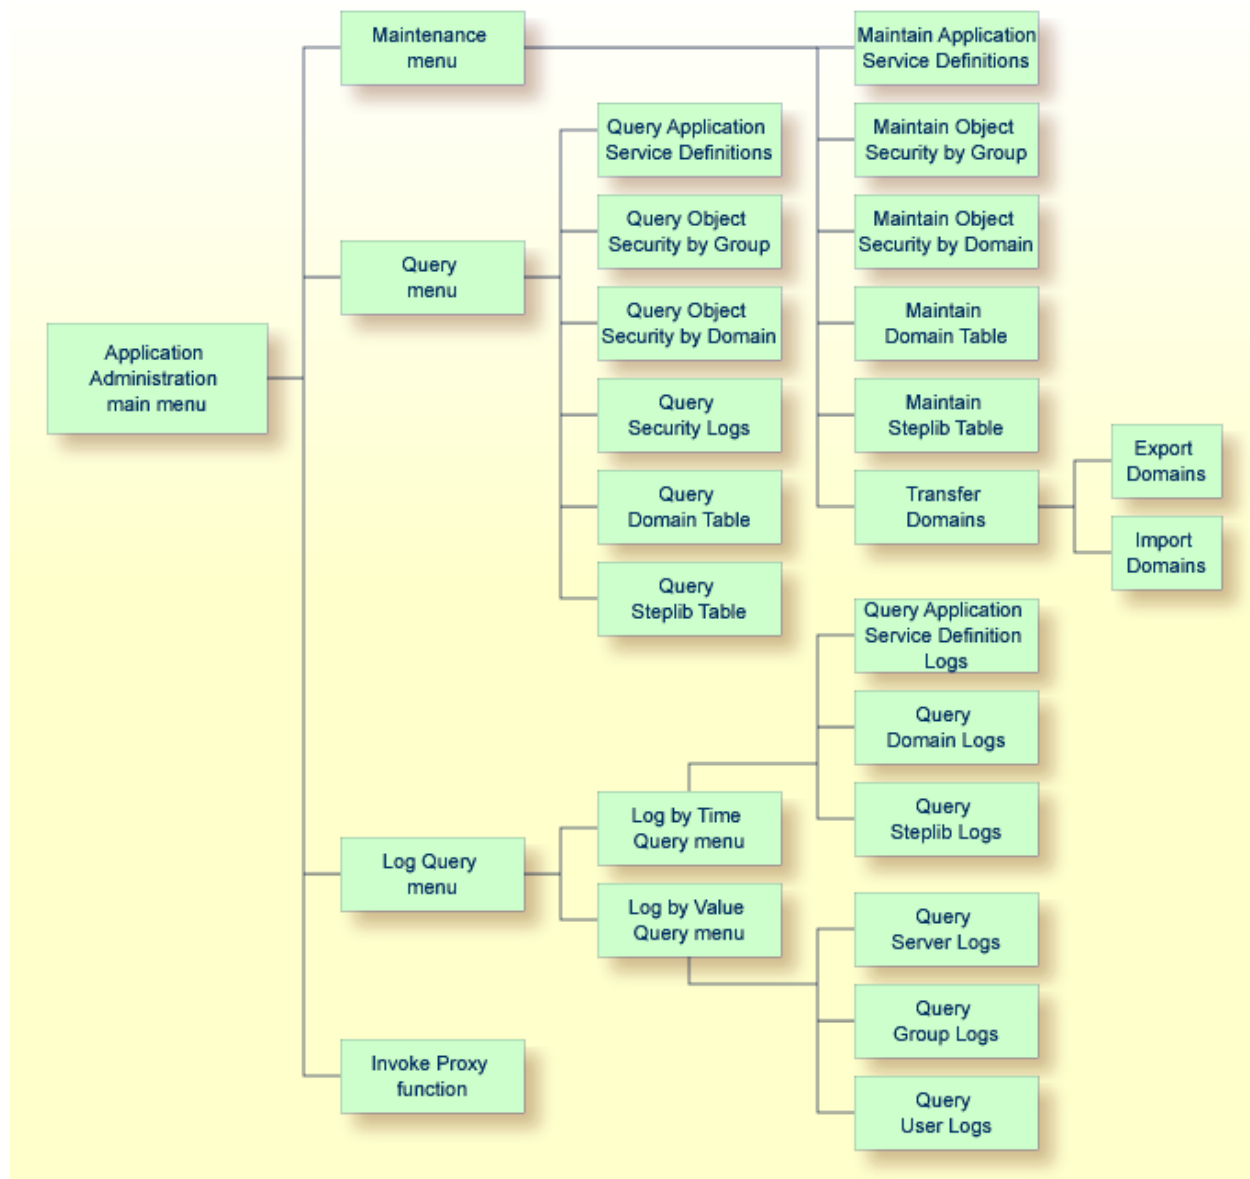 Application
Administration
main menu
Maintenance
menu
Query
menu
Log Query
menu
Invoke Proxy
function
Query Application
Service Definitions
Query Object
Security by Group
Query Object
Security by Domain
Query
Security Logs
Query
Domain Table
Query
Steplib Table
Log by Time
Query menu
Log by Value
Query menu
Maintain Application
Service Definitions
Maintain Object
Security by Group
Maintain Object
Security by Domain
Maintain
Domain Table
Maintain
Steplib Table
Transfer
Domains
Export
Domains
Import
Domains
Query Application
Service Definition
Logs
Query
Domain Logs
Query
Steplib Logs
Query
Server Logs
Query
Group Logs
Query
User Logs